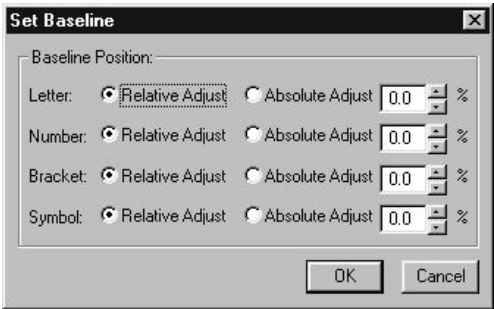 Set Baseline
Baseline Position:
Letter: Relative Adjust Absolute Adjust 0.0 %
Number: Relative Adjust Absolute Adjust 0.0 %
Bracket: Relative Adjust Absolute Adjust 0.0 %
Symbol: Relative Adjust Absolute Adjust 0.0 %
OK Cancel